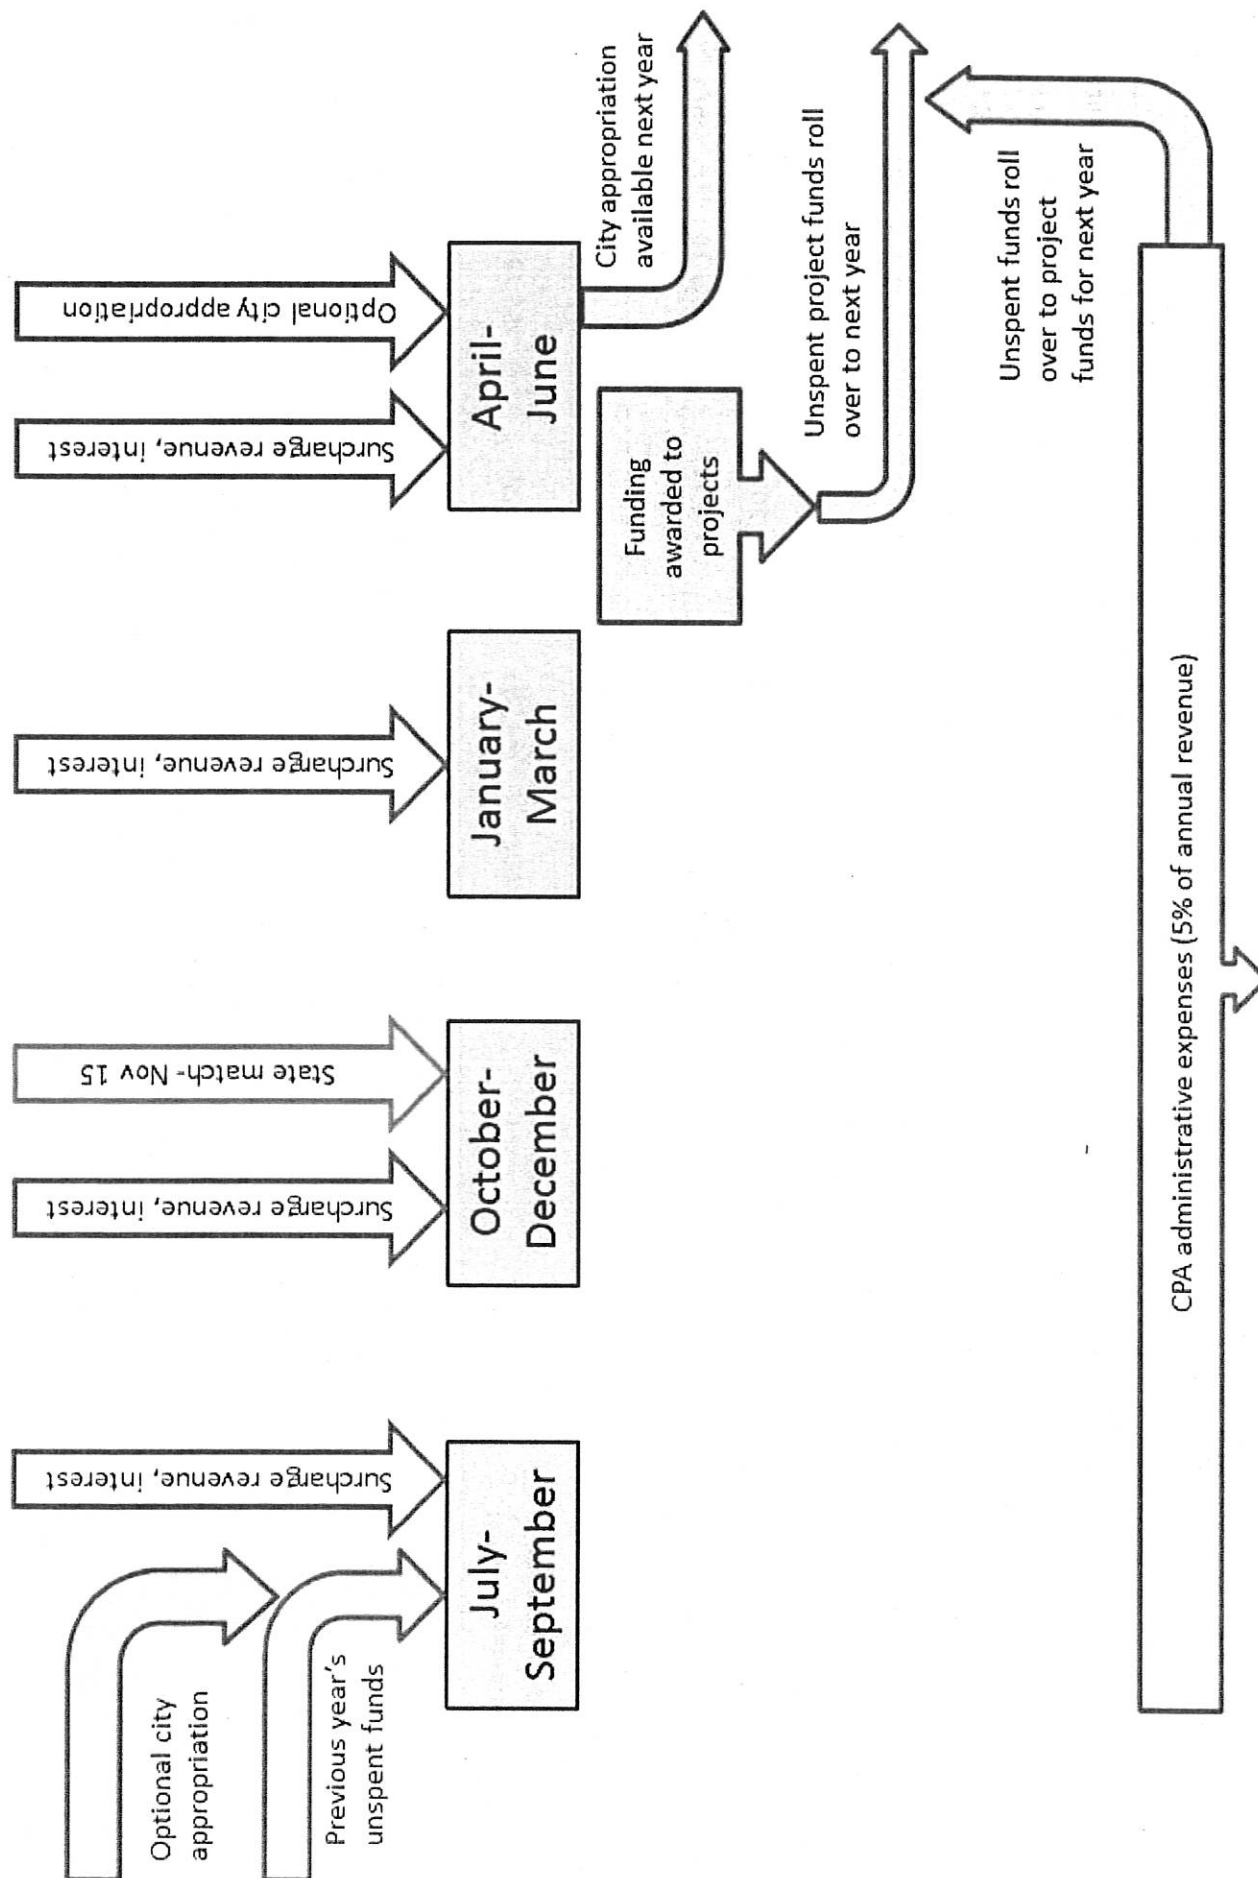 Optional city
appropriation
Previous year's
unspent funds
Surcharge revenue, interest
July-
September
Surcharge revenue, interest
State match- Nov 15
October-
December
Surcharge revenue, interest
January-
March
Surcharge revenue, interest
Optional city appropriation
April-
June
City appropriation
available next year
Funding
awarded to
projects
Unspent project funds roll
over to next year
Unspent funds roll
over to project
funds for next year
CPA administrative expenses (5% of annual revenue)